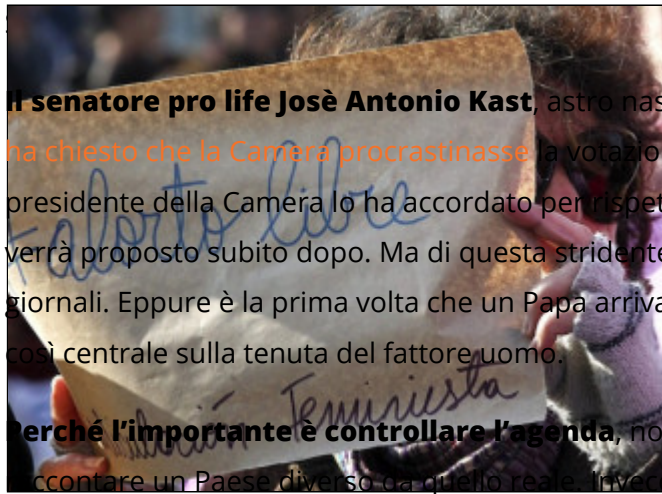 Il senatore pro life Josè Antonio Kast, astro nas
ha chiesto che la Camera procrastinasse la votazio
+ aborto libre
presidente della Camera lo ha accordato per rispet
verrà proposto subito dopo. Ma di questa stridente
giornali. Eppure è la prima volta che un Papa arriva
così centrale sulla tenuta del fattore uomo.
Feminista
Perché l’importante è controllare l’agenda, no
raccontare un Paese diverso da quello reale. Invec